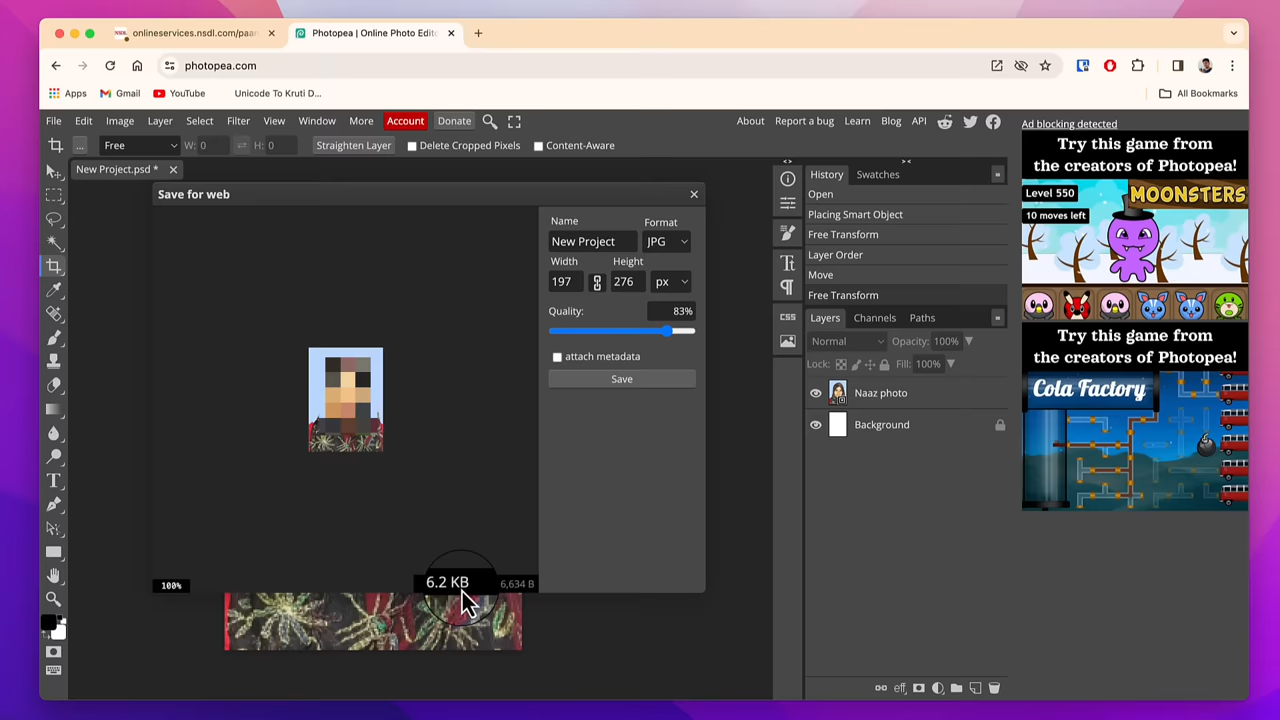 onlineservices.nsdl.com/paam
Photopea | Online Photo Edito
photopea.com
Apps
Gmail
YouTube
Unicode To Kruti D...
All Bookmarks
File Edit Image Layer Select Filter View Window More Account Donate
About Report a bug Learn Blog API
Ad blocking detected
... Free W: 0 H: 0 Straighten Layer Delete Cropped Pixels Content-Aware
New Project.psd *
Save for web
Name
Format
New Project
JPG
Width
Height
197
276
px
Quality:
83%
attach metadata
Save
100%
6.2 KB
6,634 B
History
Swatches
Open
Placing Smart Object
Free Transform
Layer Order
Move
Free Transform
Layers
Channels
Paths
Normal
Opacity: 100%
Lock:
Fill: 100%
Naaz photo
Background
CSS
eff
Try this game from
the creators of Photopea!
Level 550
MOONSTERS
10 moves left
Try this game from
the creators of Photopea!
Cola Factory